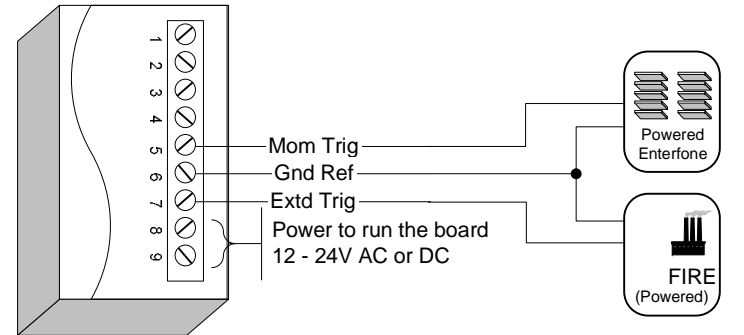 1
2
3
4
5
6
7
8
9
Mom Trig
Gnd Ref
Extd Trig
Power to run the board
12 - 24V AC or DC
Powered
Enterfone
FIRE
(Powered)